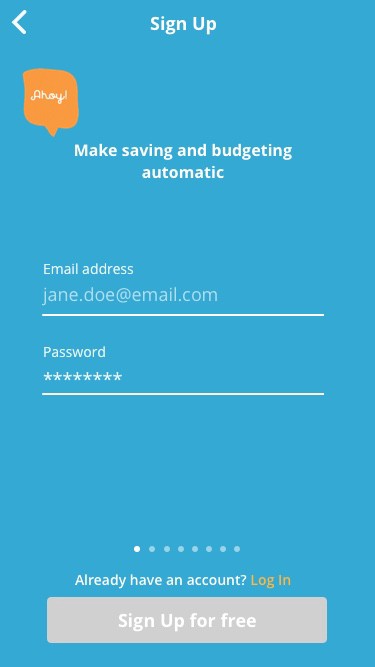 Sign Up
Ahoy!
Make saving and budgeting
automatic
Email address
jane.doe@email.com
Password
********
Already have an account? Log In
Sign Up for free